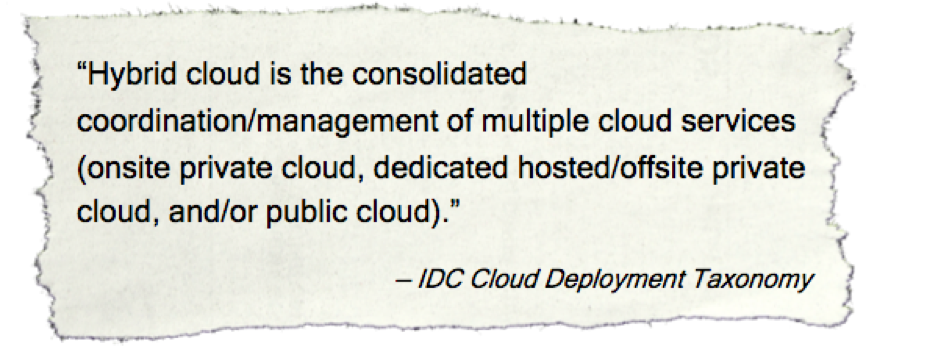 “Hybrid cloud is the consolidated
coordination/management of multiple cloud services
(onsite private cloud, dedicated hosted/offsite private
cloud, and/or public cloud).”
– IDC Cloud Deployment Taxonomy